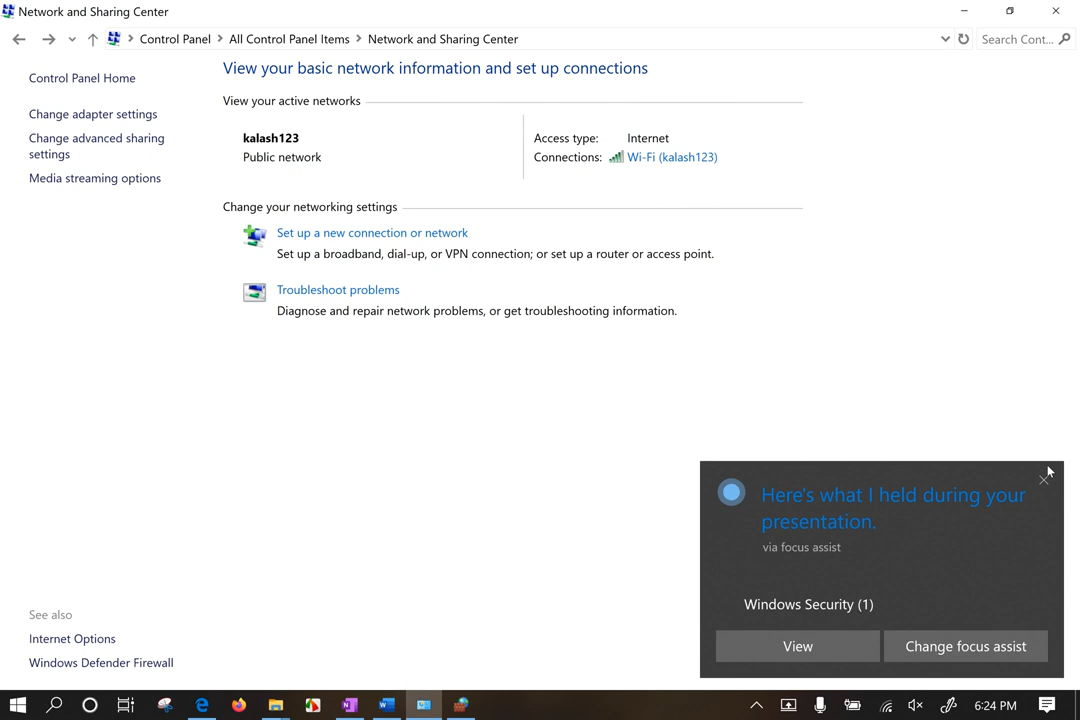 Network and Sharing Center
Control Panel > All Control Panel Items > Network and Sharing Center
Search Cont...
Control Panel Home
Change adapter settings
Change advanced sharing
settings
Media streaming options
View your basic network information and set up connections
View your active networks
kalash123
Public network
Access type: Internet
Connections: Wi-Fi (kalash123)
Change your networking settings
Set up a new connection or network
Set up a broadband, dial-up, or VPN connection; or set up a router or access point.
Troubleshoot problems
Diagnose and repair network problems, or get troubleshooting information.
Here's what I held during your
presentation.
via focus assist
Windows Security (1)
View
Change focus assist
See also
Internet Options
Windows Defender Firewall
6:24 PM